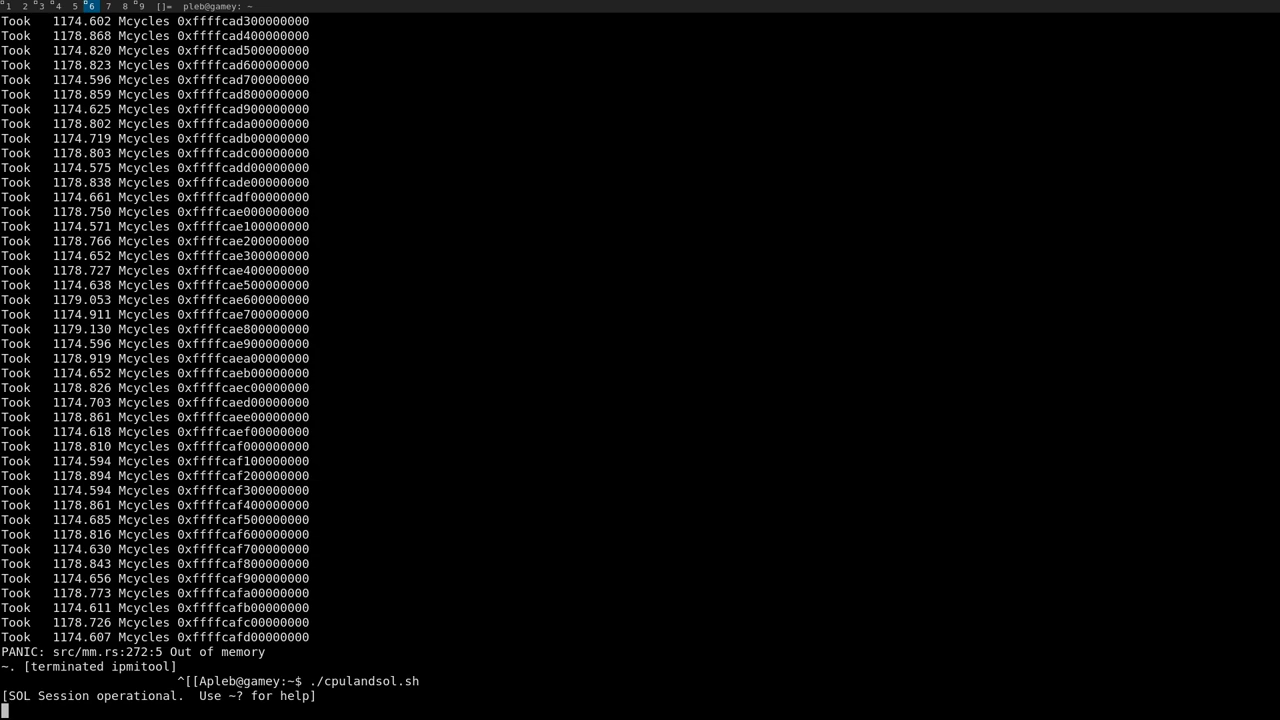 1 2 3 4 5 6 7 8 9 []= pleb@gamey: ~
Took 1174.602 Mcycles 0xffffcad300000000
Took 1178.868 Mcycles 0xffffcad400000000
Took 1174.820 Mcycles 0xffffcad500000000
Took 1178.823 Mcycles 0xffffcad600000000
Took 1174.596 Mcycles 0xffffcad700000000
Took 1178.859 Mcycles 0xffffcad800000000
Took 1174.625 Mcycles 0xffffcad900000000
Took 1178.802 Mcycles 0xffffcada00000000
Took 1174.719 Mcycles 0xffffcadb00000000
Took 1178.803 Mcycles 0xffffcadc00000000
Took 1174.575 Mcycles 0xffffcadd00000000
Took 1178.838 Mcycles 0xffffcade00000000
Took 1174.661 Mcycles 0xffffcadf00000000
Took 1178.750 Mcycles 0xffffcae000000000
Took 1174.571 Mcycles 0xffffcae100000000
Took 1178.766 Mcycles 0xffffcae200000000
Took 1174.652 Mcycles 0xffffcae300000000
Took 1178.727 Mcycles 0xffffcae400000000
Took 1174.638 Mcycles 0xffffcae500000000
Took 1179.053 Mcycles 0xffffcae600000000
Took 1174.911 Mcycles 0xffffcae700000000
Took 1179.130 Mcycles 0xffffcae800000000
Took 1174.596 Mcycles 0xffffcae900000000
Took 1178.919 Mcycles 0xffffcaea00000000
Took 1174.652 Mcycles 0xffffcaeb00000000
Took 1178.826 Mcycles 0xffffcaec00000000
Took 1174.703 Mcycles 0xffffcaed00000000
Took 1178.861 Mcycles 0xffffcaee00000000
Took 1174.618 Mcycles 0xffffcaef00000000
Took 1178.810 Mcycles 0xffffcaf000000000
Took 1174.594 Mcycles 0xffffcaf100000000
Took 1178.894 Mcycles 0xffffcaf200000000
Took 1174.594 Mcycles 0xffffcaf300000000
Took 1178.861 Mcycles 0xffffcaf400000000
Took 1174.685 Mcycles 0xffffcaf500000000
Took 1178.816 Mcycles 0xffffcaf600000000
Took 1174.630 Mcycles 0xffffcaf700000000
Took 1178.843 Mcycles 0xffffcaf800000000
Took 1174.656 Mcycles 0xffffcaf900000000
Took 1178.773 Mcycles 0xffffcafa00000000
Took 1174.611 Mcycles 0xffffcafb00000000
Took 1178.726 Mcycles 0xffffcafc00000000
Took 1174.607 Mcycles 0xffffcafd00000000
PANIC: src/mm.rs:272:5 Out of memory
~. [terminated ipmitool]
^[[Apleb@gamey:~$ ./cpulandsol.sh
[SOL Session operational.  Use ~? for help]